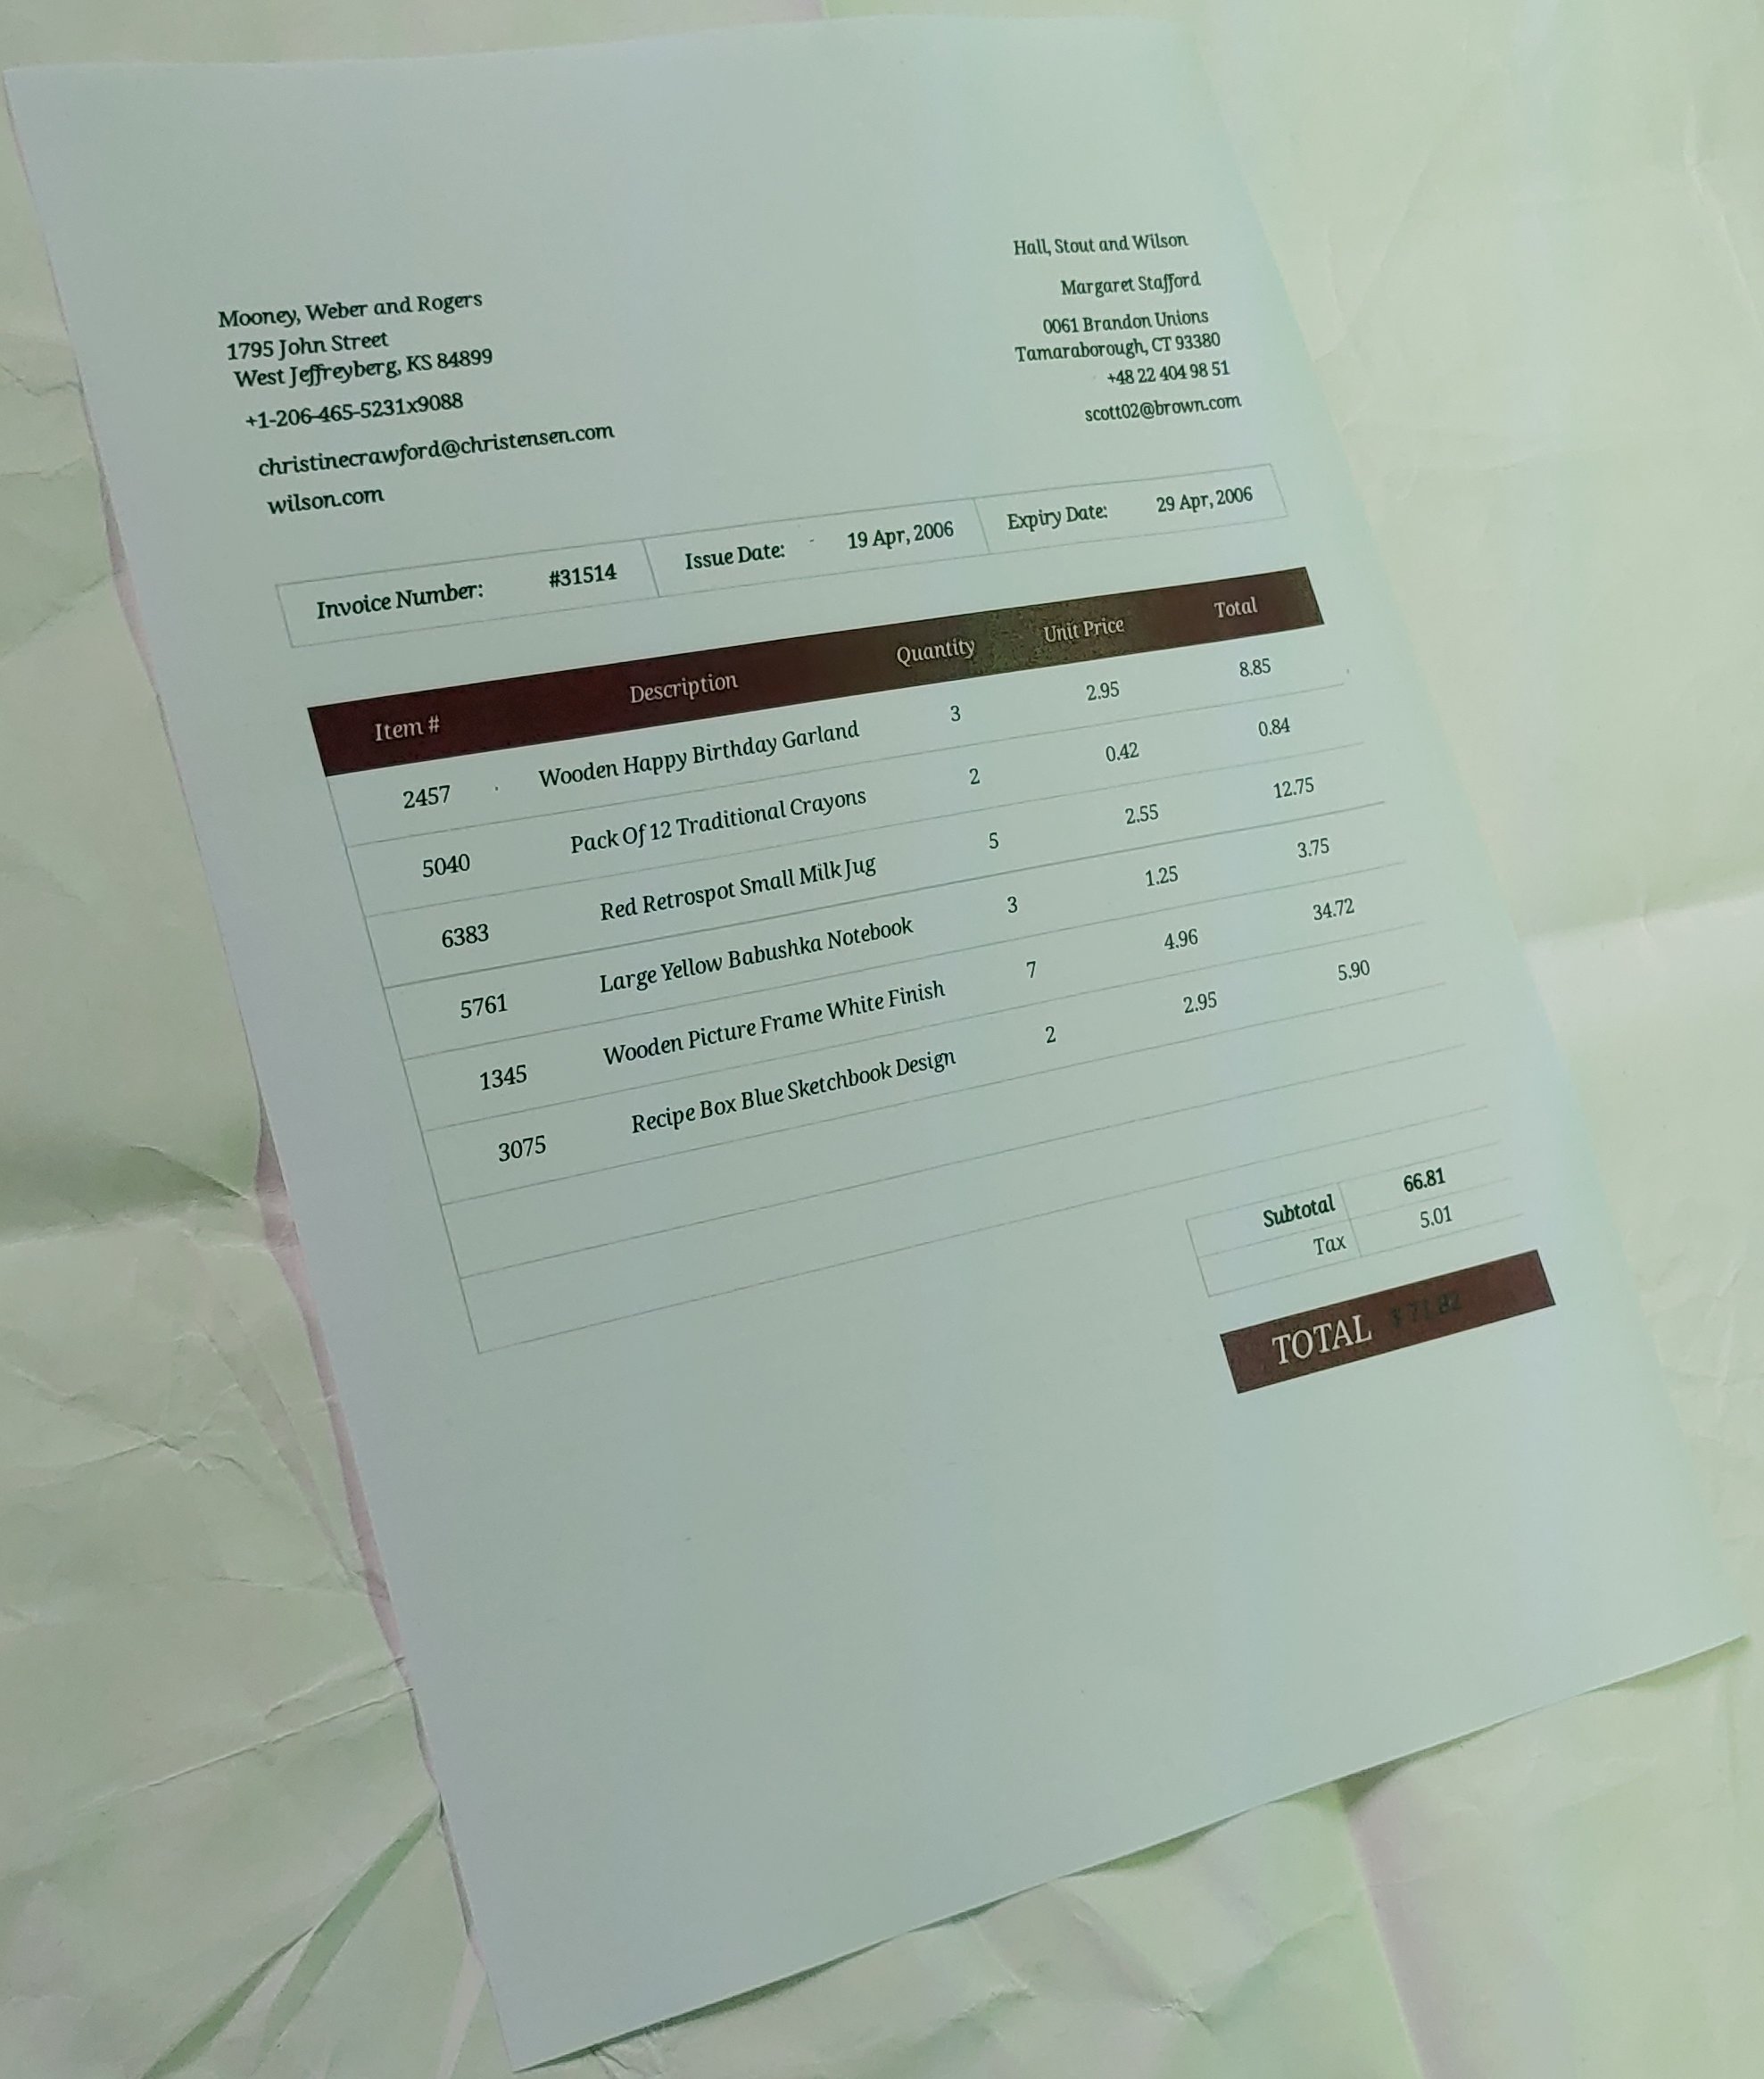 Mooney, Weber and Rogers
1795 John Street
West Jeffreyberg, KS 84899
+1-206-465-5231x9088
christinecrawford@christensen.com
wilson.com
Hall, Stout and Wilson
Margaret Stafford
0061 Brandon Unions
Tamaraborough, CT 93380
+48 22 404 98 51
scott02@brown.com
Invoice Number: #31514 Issue Date: 19 Apr, 2006 Expiry Date: 29 Apr, 2006
Item # Description Quantity Unit Price Total
2457 Wooden Happy Birthday Garland 3 2.95 8.85
5040 Pack Of 12 Traditional Crayons 2 0.42 0.84
6383 Red Retrospot Small Milk Jug 5 2.55 12.75
5761 Large Yellow Babushka Notebook 3 1.25 3.75
1345 Wooden Picture Frame White Finish 7 4.96 34.72
3075 Recipe Box Blue Sketchbook Design 2 2.95 5.90
Subtotal 66.81
Tax 5.01
TOTAL $ 71.82